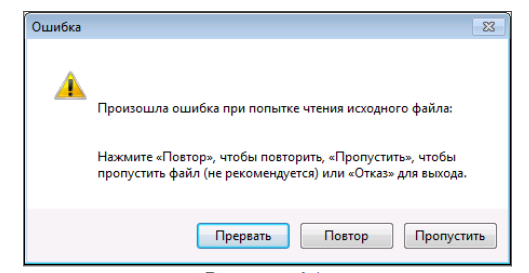 Ошибка
Произошла ошибка при попытке чтения исходного файла:
Нажмите «Повтор», чтобы повторить, «Пропустить», чтобы
пропустить файл (не рекомендуется) или «Отказ» для выхода.
Прервать Повтор Пропустить